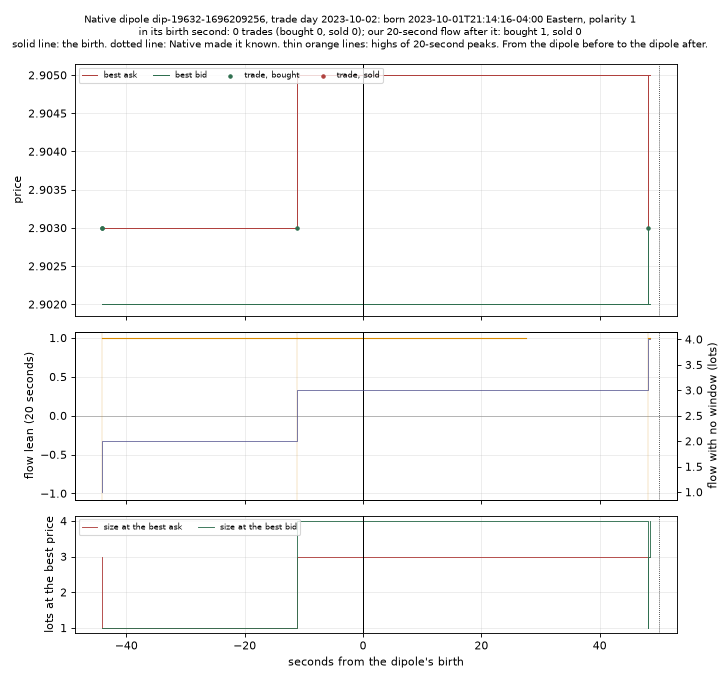 Native dipole dip-19632-1696209256, trade day 2023-10-02: born 2023-10-01T21:14:16-04:00 Eastern, polarity 1
in its birth second: 0 trades (bought 0, sold 0); our 20-second flow after it: bought 1, sold 0
solid line: the birth. dotted line: Native made it known. thin orange lines: highs of 20-second peaks. From the dipole before to the dipole after.
best ask
best bid
trade, bought
trade, sold
price
2.9050
2.9045
2.9040
2.9035
2.9030
2.9025
2.9020
flow lean (20 seconds)
1.0
0.5
0.0
−0.5
−1.0
4.0
3.5
3.0
2.5
2.0
1.5
1.0
flow with no window (lots)
size at the best ask
size at the best bid
lots at the best price
4
3
2
1
−40
−20
0
20
40
seconds from the dipole's birth